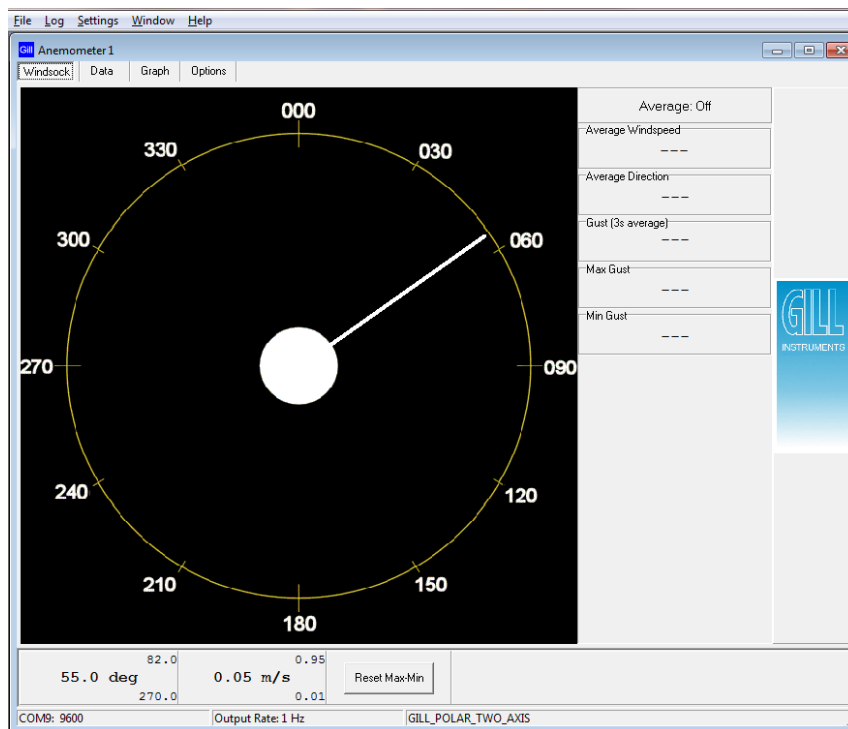 File Log Settings Window Help
Gill Anemometer 1
Windsock Data Graph Options
000
330 030
300 060
270 090
240 120
210 150
180
Average: Off
Average Windspeed
---
Average Direction
---
Gust (3s average)
---
Max Gust
---
Min Gust
---
GILL
INSTRUMENTS
82.0 0.95
55.0 deg 0.05 m/s Reset Max-Min
270.0 0.01
COM9: 9600 Output Rate: 1 Hz GILL_POLAR_TWO_AXIS